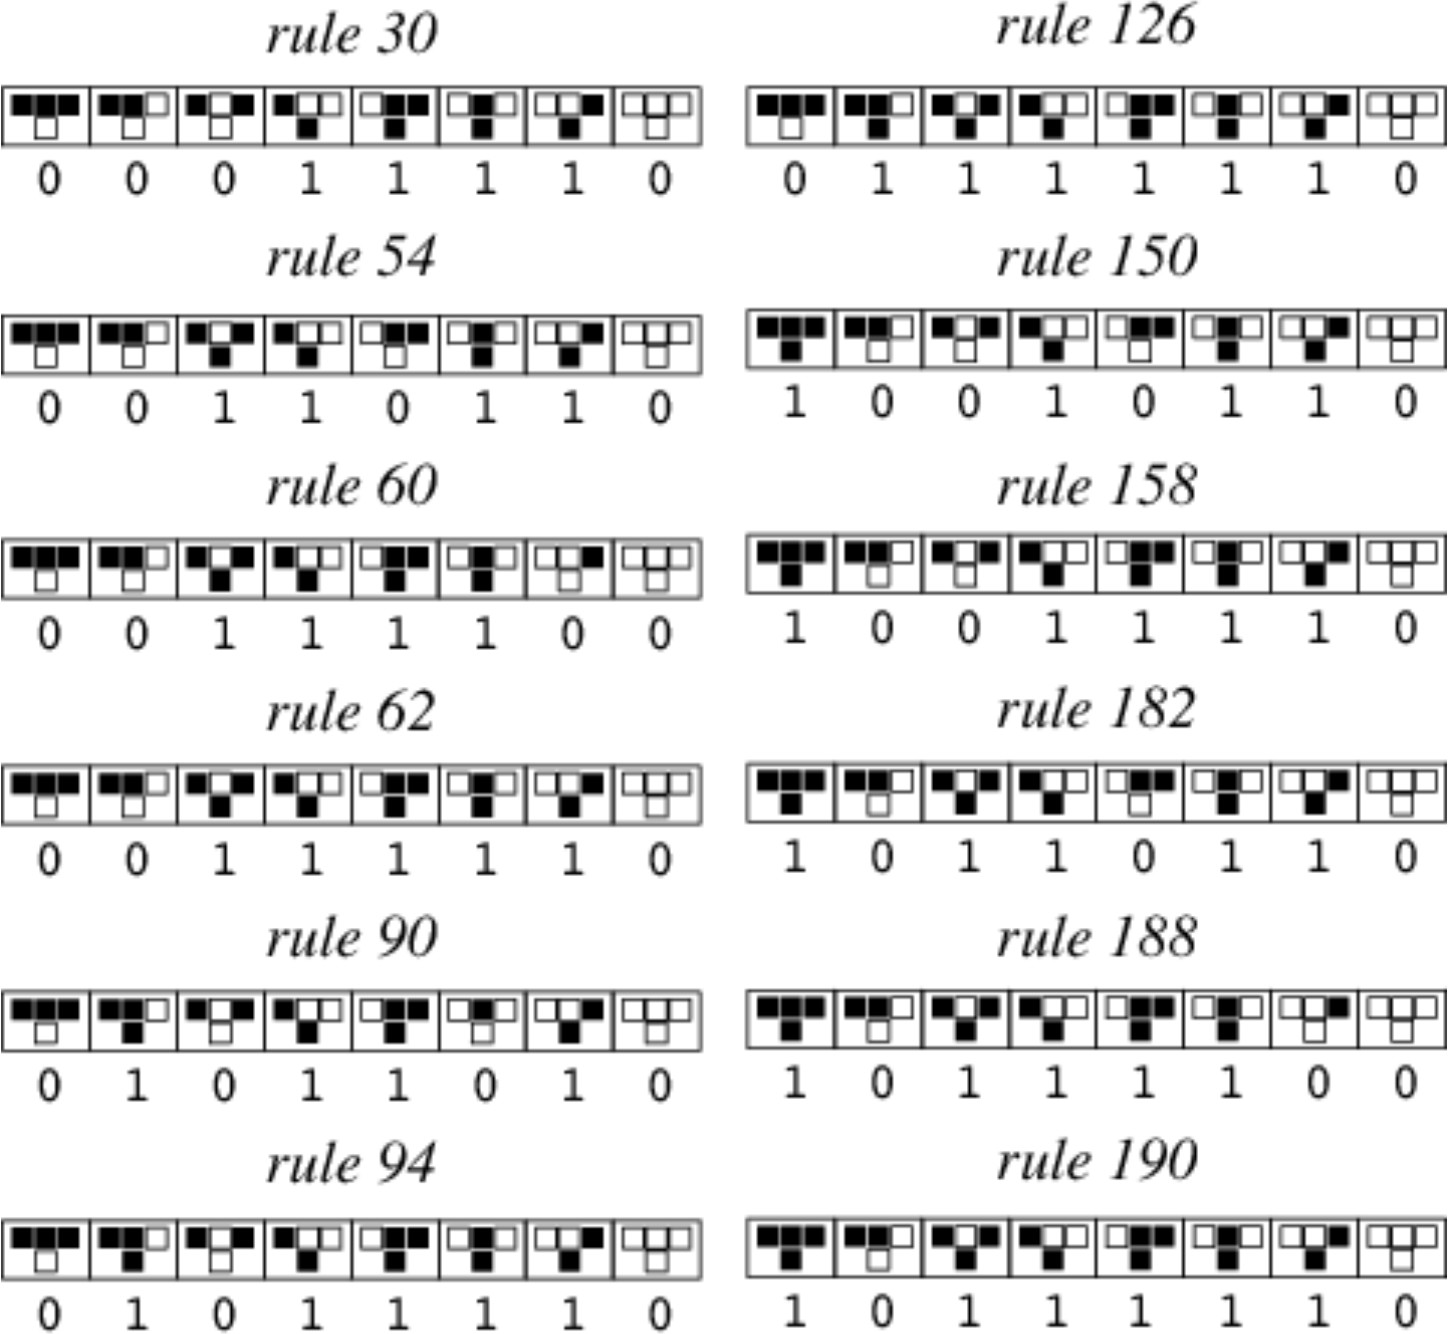 rule 30
0 0 0 1 1 1 1 0
rule 54
0 0 1 1 0 1 1 0
rule 60
0 0 1 1 1 1 0 0
rule 62
0 0 1 1 1 1 1 0
rule 90
0 1 0 1 1 0 1 0
rule 94
0 1 0 1 1 1 1 0
rule 126
0 1 1 1 1 1 1 0
rule 150
1 0 0 1 0 1 1 0
rule 158
1 0 0 1 1 1 1 0
rule 182
1 0 1 1 0 1 1 0
rule 188
1 0 1 1 1 1 0 0
rule 190
1 0 1 1 1 1 1 0